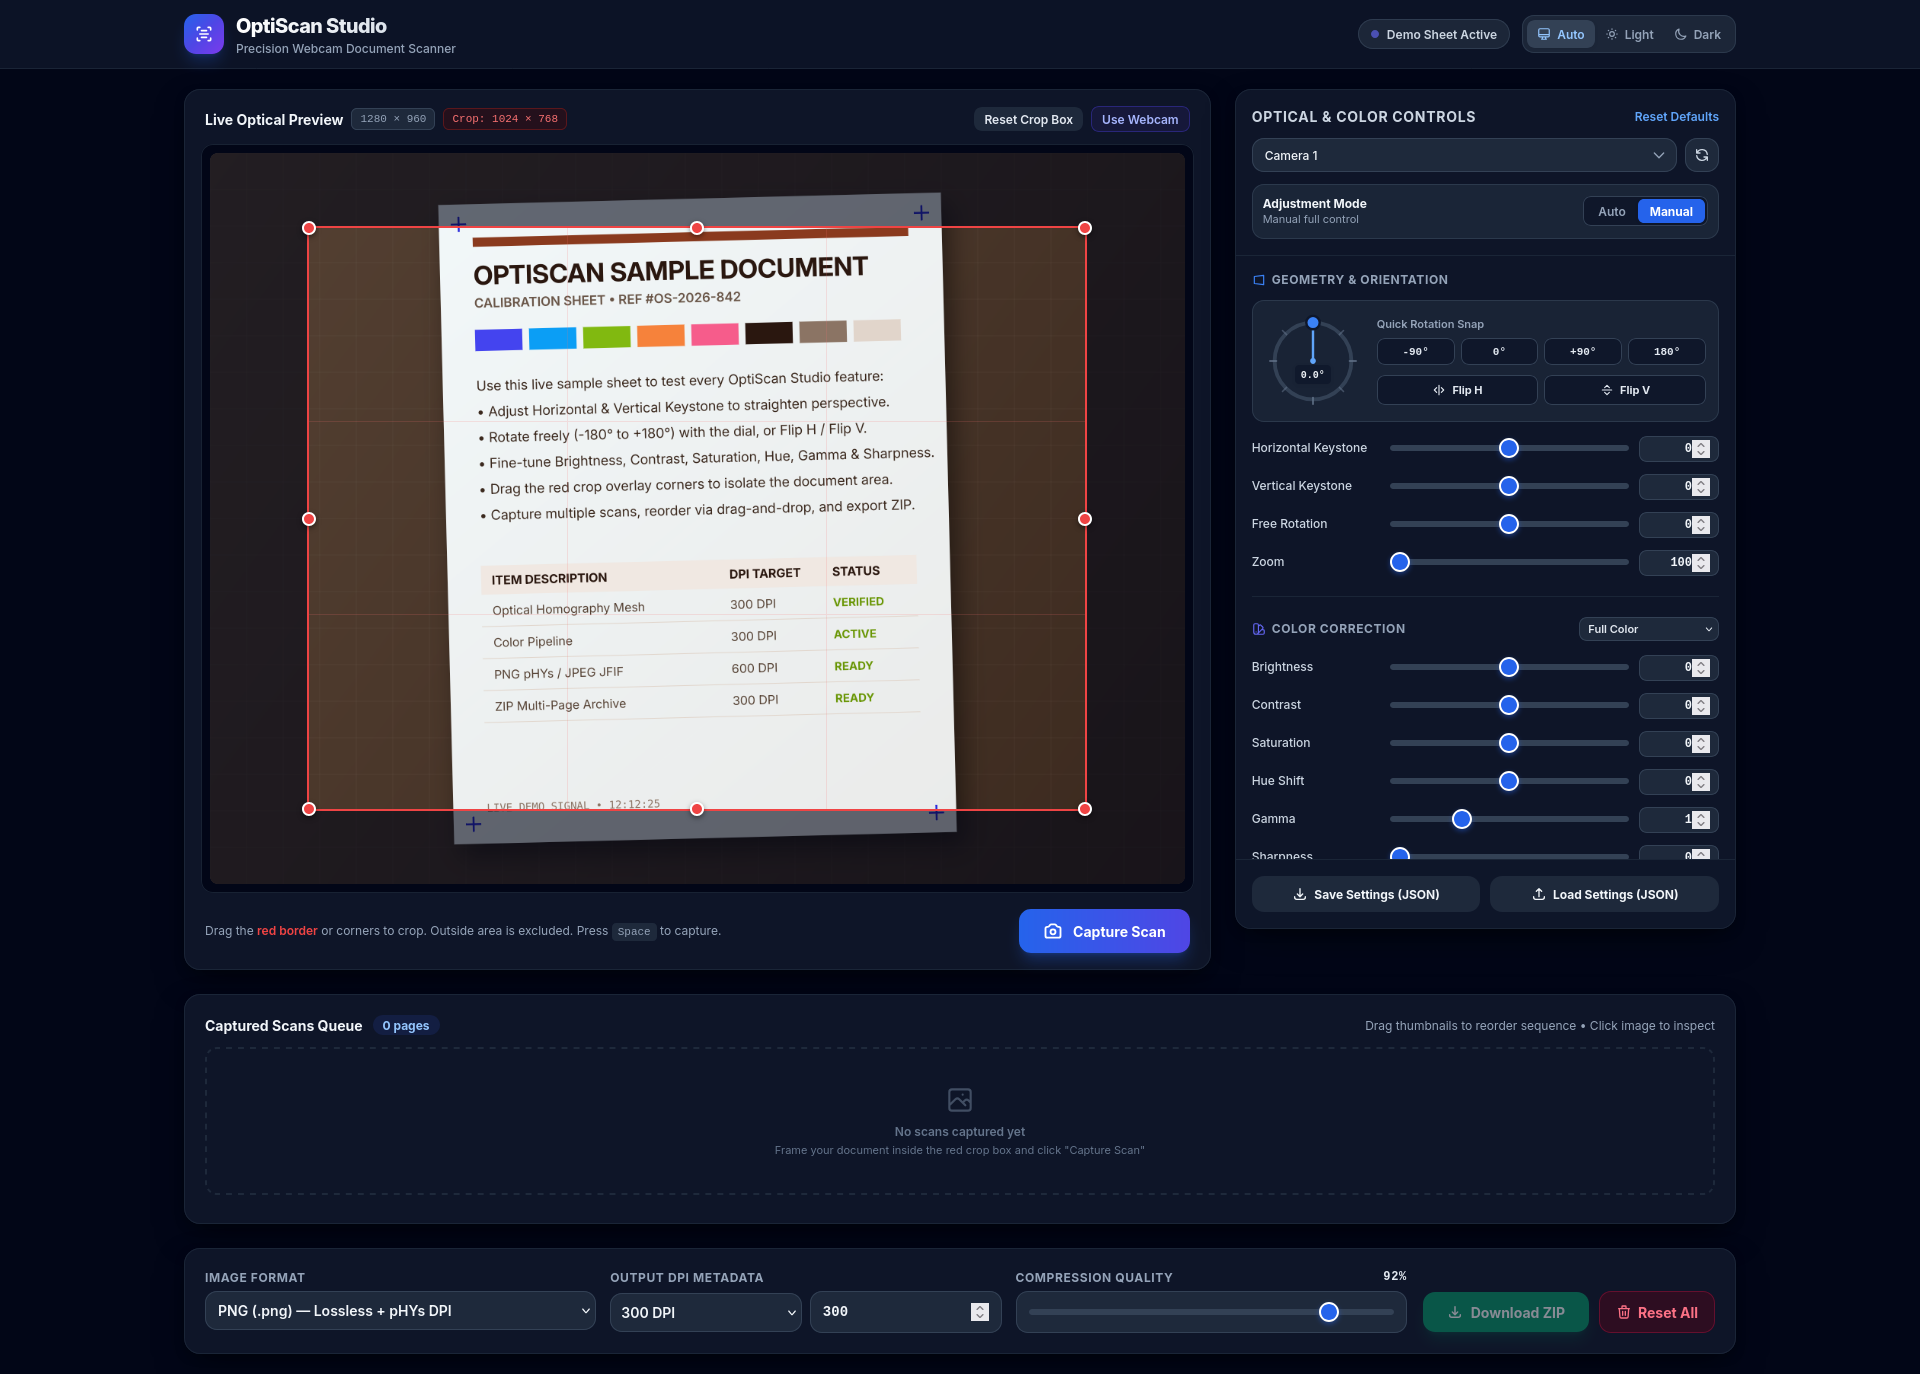 OptiScan Studio
Precision Webcam Document Scanner
Demo Sheet Active
Auto
Light
Dark
Live Optical Preview
1280 × 960
Crop: 1024 × 768
Reset Crop Box
Use Webcam
OPTISCAN SAMPLE DOCUMENT
CALIBRATION SHEET • REF #OS-2026-842
Use this live sample sheet to test every OptiScan Studio feature:
• Adjust Horizontal & Vertical Keystone to straighten perspective.
• Rotate freely (-180° to +180°) with the dial, or Flip H / Flip V.
• Fine-tune Brightness, Contrast, Saturation, Hue, Gamma & Sharpness.
• Drag the red crop overlay corners to isolate the document area.
• Capture multiple scans, reorder via drag-and-drop, and export ZIP.
ITEM DESCRIPTION DPI TARGET STATUS
Optical Homography Mesh 300 DPI VERIFIED
Color Pipeline 300 DPI ACTIVE
PNG pHYs / JPEG JFIF 600 DPI READY
ZIP Multi-Page Archive 300 DPI READY
LIVE DEMO SIGNAL • 12:12:25
Drag the red border or corners to crop. Outside area is excluded. Press Space to capture.
Capture Scan
OPTICAL & COLOR CONTROLS
Reset Defaults
Camera 1
Adjustment Mode
Manual full control
Auto
Manual
GEOMETRY & ORIENTATION
0.0°
Quick Rotation Snap
-90°
0°
+90°
180°
Flip H
Flip V
Horizontal Keystone 0
Vertical Keystone 0
Free Rotation 0
Zoom 100
COLOR CORRECTION
Full Color
Brightness 0
Contrast 0
Saturation 0
Hue Shift 0
Gamma 1
Sharpness 0
Save Settings (JSON)
Load Settings (JSON)
Captured Scans Queue
0 pages
Drag thumbnails to reorder sequence • Click image to inspect
No scans captured yet
Frame your document inside the red crop box and click "Capture Scan"
IMAGE FORMAT
PNG (.png) — Lossless + pHYs DPI
OUTPUT DPI METADATA
300 DPI
300
COMPRESSION QUALITY
92%
Download ZIP
Reset All